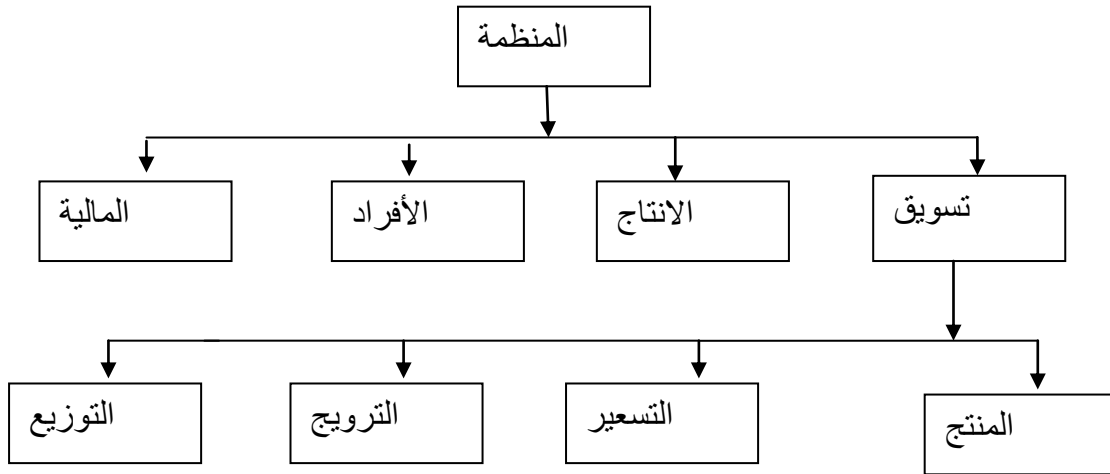 المنظمة
تسويق
الانتاج
الأفراد
المالية
المنتج
التسعير
الترويج
التوزيع